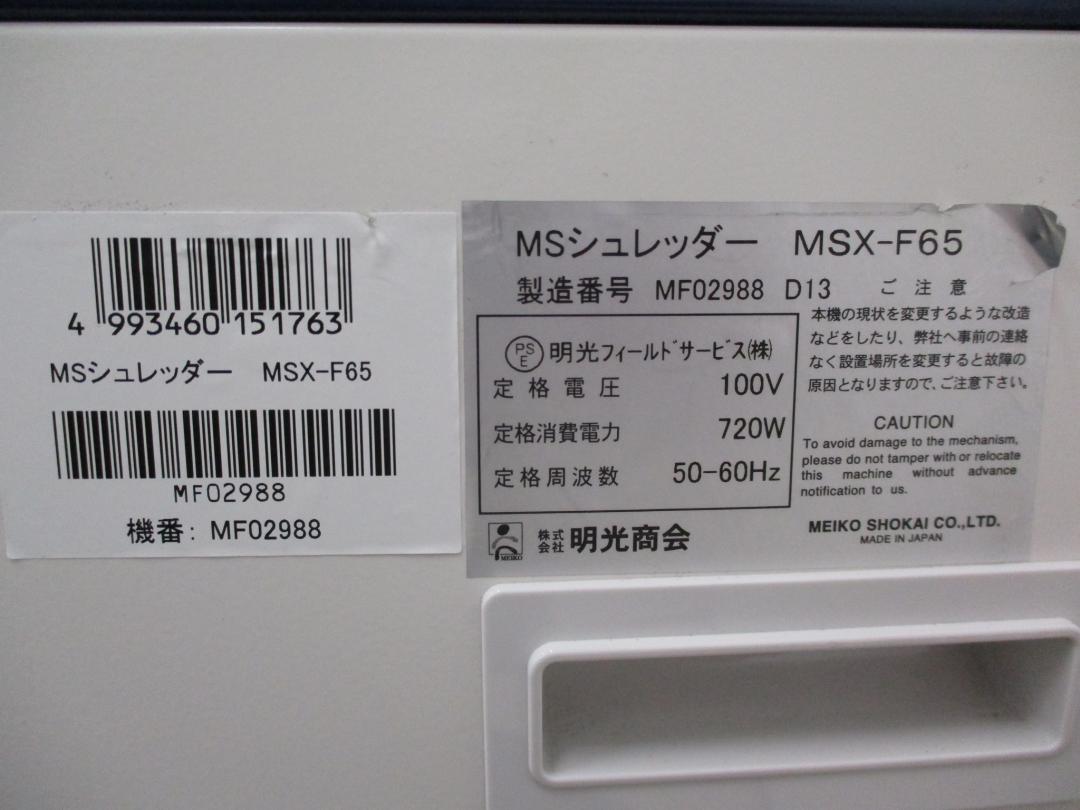 4 993460 151763
MSシュレッダー MSX-F65
MF02988
機番: MF02988
MSシュレッダー MSX-F65
製造番号 MF02988 D13
PSE 明光フィールドサービス㈱
定格電圧 100V
定格消費電力 720W
定格周波数 50-60Hz
MEIKO
株式会社 明光商会
ご注意
本機の現状を変更するような改造
などをしたり、弊社へ事前の連絡
なく設置場所を変更すると故障の
原因となりますので、ご注意下さい。
CAUTION
To avoid damage to the mechanism,
please do not tamper with or relocate
this machine without advance
notification to us.
MEIKO SHOKAI CO.,LTD.
MADE IN JAPAN